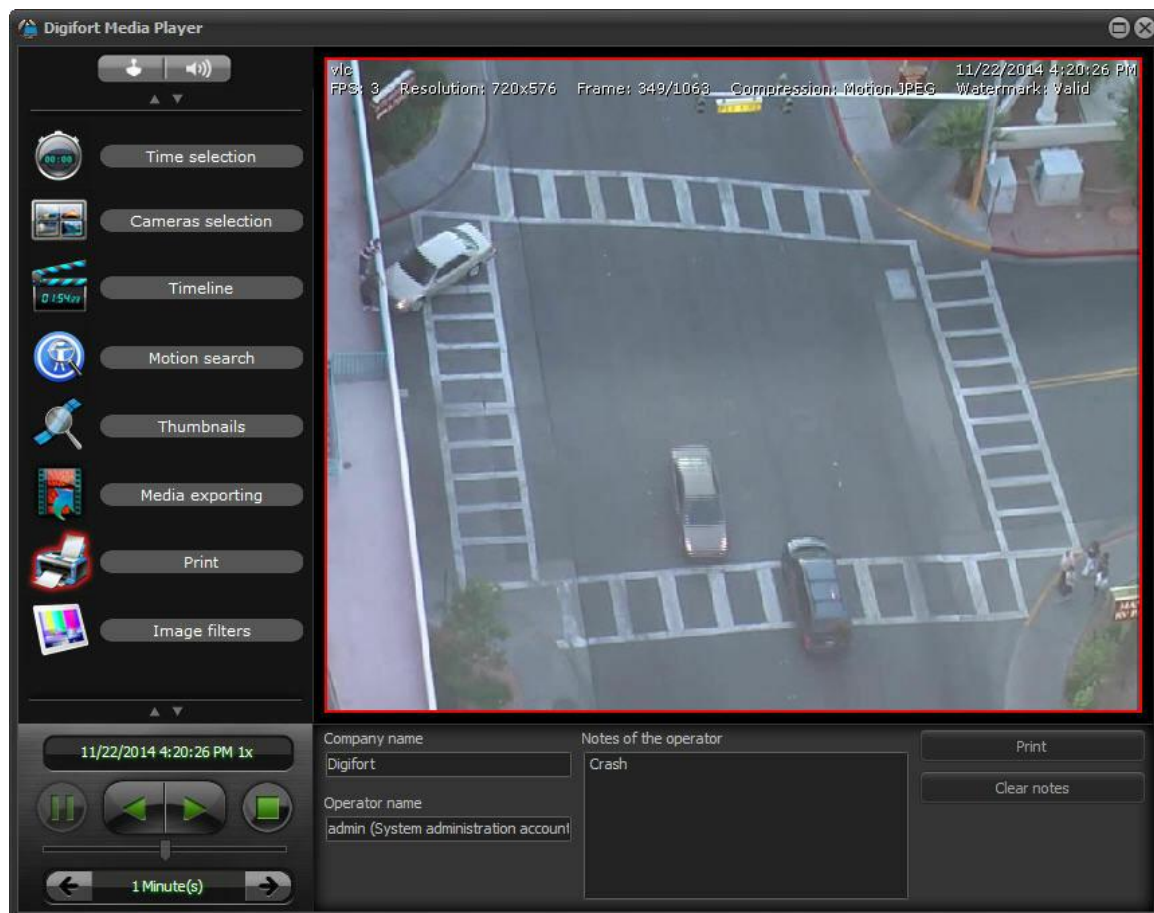 Digifort Media Player
vlc
11/22/2014 4:20:26 PM
FPS: 3 Resolution: 720x576 Frame: 349/1063 Compression: Motion JPEG Watermark: Valid
00:00
Time selection
Cameras selection
Timeline
Motion search
Thumbnails
Media exporting
Print
Image filters
11/22/2014 4:20:26 PM 1x
1 Minute(s)
Company name
Digifort
Operator name
admin (System administration account
Notes of the operator
Crash
Print
Clear notes